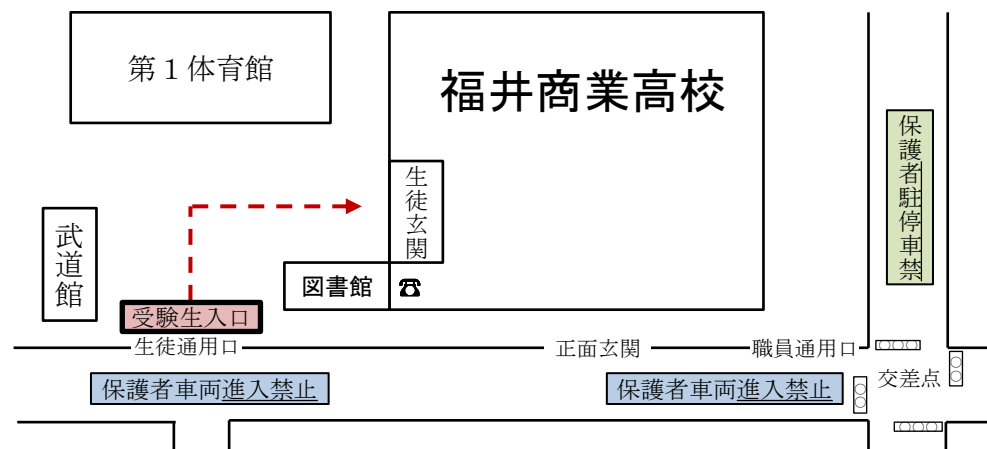 第１体育館
福井商業高校
保護者駐停車禁
生徒玄関
武道館
図書館 ☎
受験生入口
生徒通用口
正面玄関
職員通用口
交差点
保護者車両進入禁止
保護者車両進入禁止